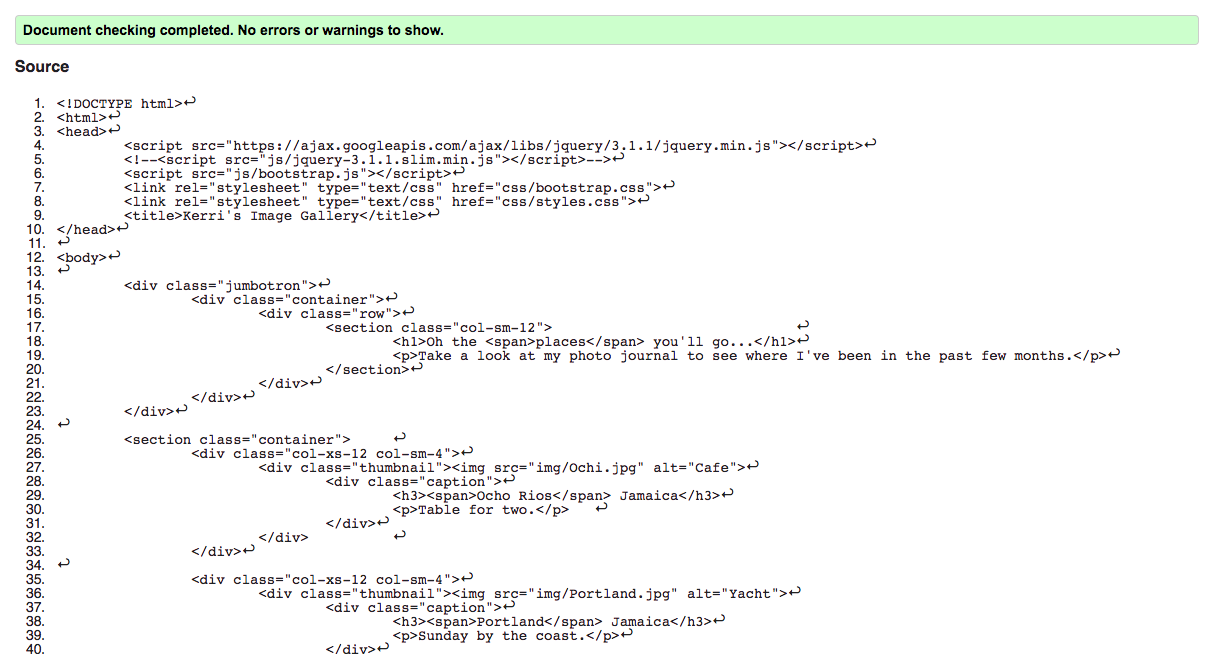 Document checking completed. No errors or warnings to show.
Source
1. <!DOCTYPE html>↩
2. <html>↩
3. <head>↩
4. <script src="https://ajax.googleapis.com/ajax/libs/jquery/3.1.1/jquery.min.js"></script>↩
5. <!--<script src="js/jquery-3.1.1.slim.min.js"></script>-->↩
6. <script src="js/bootstrap.js"></script>↩
7. <link rel="stylesheet" type="text/css" href="css/bootstrap.css">↩
8. <link rel="stylesheet" type="text/css" href="css/styles.css">↩
9. <title>Kerri's Image Gallery</title>↩
10. </head>↩
11. ↩
12. <body>↩
13. ↩
14. <div class="jumbotron">↩
15. <div class="container">↩
16. <div class="row">↩
17. <section class="col-sm-12"> ↩
18. <h1>Oh the <span>places</span> you'll go...</h1>↩
19. <p>Take a look at my photo journal to see where I've been in the past few months.</p>↩
20. </section>↩
21. </div>↩
22. </div>↩
23. </div>↩
24. ↩
25. <section class="container"> ↩
26. <div class="col-xs-12 col-sm-4">↩
27. <div class="thumbnail"><img src="img/Ochi.jpg" alt="Cafe">↩
28. <div class="caption">↩
29. <h3><span>Ocho Rios</span> Jamaica</h3>↩
30. <p>Table for two.</p> ↩
31. </div>↩
32. </div> ↩
33. </div>↩
34. ↩
35. <div class="col-xs-12 col-sm-4">↩
36. <div class="thumbnail"><img src="img/Portland.jpg" alt="Yacht">↩
37. <div class="caption">↩
38. <h3><span>Portland</span> Jamaica</h3>↩
39. <p>Sunday by the coast.</p>↩
40. </div>↩